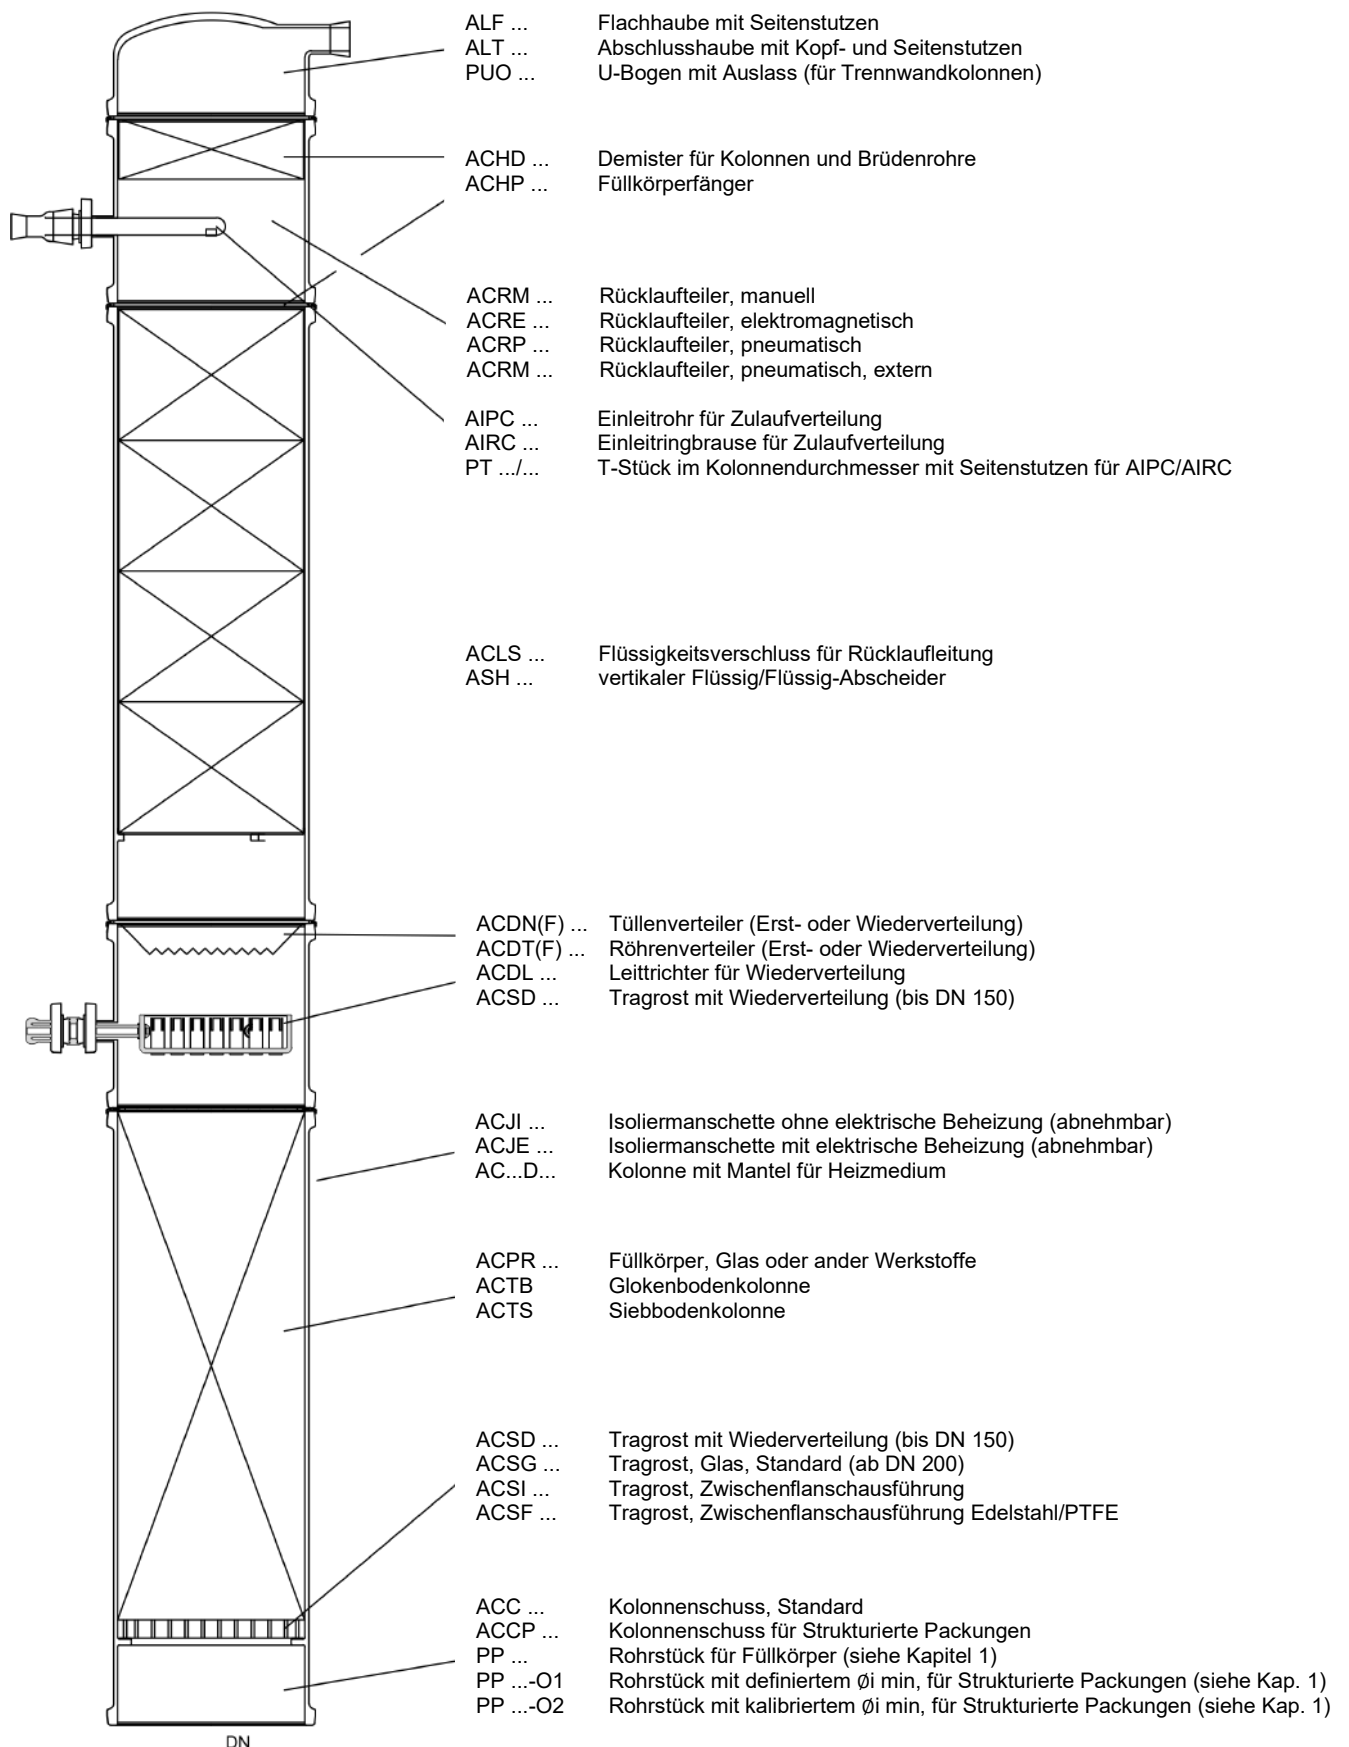 ALF ... Flachhaube mit Seitenstutzen
ALT ... Abschlusshaube mit Kopf- und Seitenstutzen
PUO ... U-Bogen mit Auslass (für Trennwandkolonnen)
ACHD ... Demister für Kolonnen und Brüdenrohre
ACHP ... Füllkörperfänger
ACRM ... Rücklaufteiler, manuell
ACRE ... Rücklaufteiler, elektromagnetisch
ACRP ... Rücklaufteiler, pneumatisch
ACRM ... Rücklaufteiler, pneumatisch, extern
AIPC ... Einleitrohr für Zulaufverteilung
AIRC ... Einleitringbrause für Zulaufverteilung
PT .../... T-Stück im Kolonnendurchmesser mit Seitenstutzen für AIPC/AIRC
ACLS ... Flüssigkeitsverschluss für Rücklaufleitung
ASH ... vertikaler Flüssig/Flüssig-Abscheider
ACDN(F) ... Tüllenverteiler (Erst- oder Wiederverteilung)
ACDT(F) ... Röhrenverteiler (Erst- oder Wiederverteilung)
ACDL ... Leittrichter für Wiederverteilung
ACSD ... Tragrost mit Wiederverteilung (bis DN 150)
ACJI ... Isoliermanschette ohne elektrische Beheizung (abnehmbar)
ACJE ... Isoliermanschette mit elektrische Beheizung (abnehmbar)
AC...D... Kolonne mit Mantel für Heizmedium
ACPR ... Füllkörper, Glas oder ander Werkstoffe
ACTB Glokenbodenkolonne
ACTS Siebbodenkolonne
ACSD ... Tragrost mit Wiederverteilung (bis DN 150)
ACSG ... Tragrost, Glas, Standard (ab DN 200)
ACSI ... Tragrost, Zwischenflanschausführung
ACSF ... Tragrost, Zwischenflanschausführung Edelstahl/PTFE
ACC ... Kolonnenschuss, Standard
ACCP ... Kolonnenschuss für Strukturierte Packungen
PP ... Rohrstück für Füllkörper (siehe Kapitel 1)
PP ...-O1 Rohrstück mit definiertem Øi min, für Strukturierte Packungen (siehe Kap. 1)
PP ...-O2 Rohrstück mit kalibriertem Øi min, für Strukturierte Packungen (siehe Kap. 1)
DN